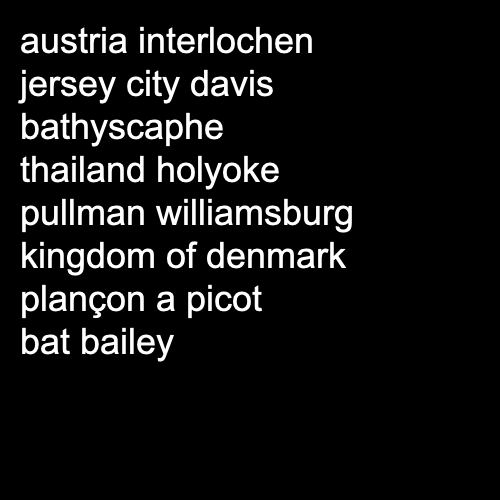 austria interlochen
jersey city davis
bathyscaphe
thailand holyoke
pullman williamsburg
kingdom of denmark
plançon a picot
bat bailey